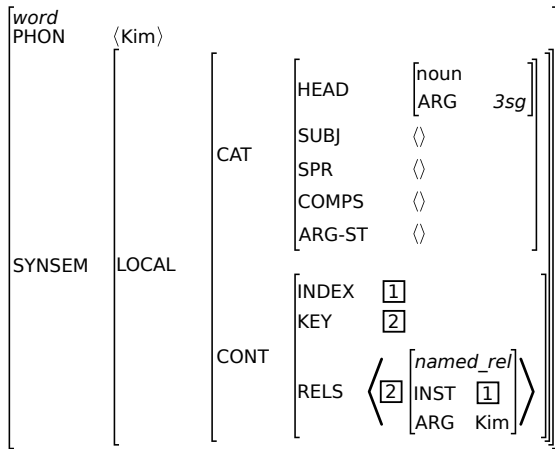 word
PHON ⟨Kim⟩
SYNSEM LOCAL CAT HEAD noun
ARG 3sg
SUBJ ⟨⟩
SPR ⟨⟩
COMPS ⟨⟩
ARG-ST ⟨⟩
CONT INDEX 1
KEY 2
RELS ⟨ 2 named_rel
INST 1
ARG Kim ⟩